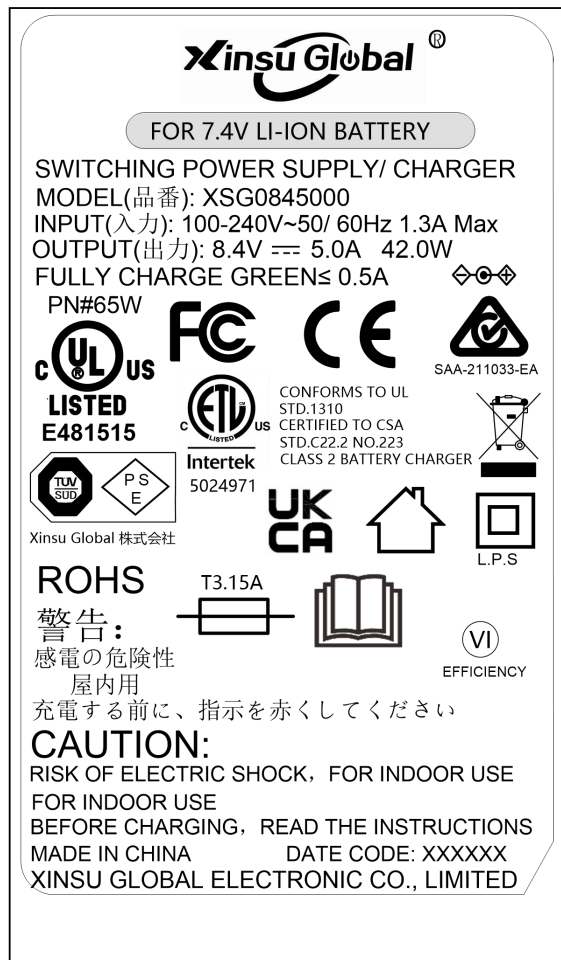 Xinsu Global ®
FOR 7.4V LI-ION BATTERY
SWITCHING POWER SUPPLY/ CHARGER
MODEL(品番): XSG0845000
INPUT(入力): 100-240V~50/ 60Hz 1.3A Max
OUTPUT(出力): 8.4V ⎓ 5.0A 42.0W
FULLY CHARGE GREEN≤ 0.5A
PN#65W
C UL ® US
LISTED
E481515
FC
CE
SAA-211033-EA
C ETL CM US
LISTED
Intertek
5024971
CONFORMS TO UL
STD.1310
CERTIFIED TO CSA
STD.C22.2 NO.223
CLASS 2 BATTERY CHARGER
TUV
SUD
P S
E
Xinsu Global 株式会社
UK
CA
L.P.S
ROHS
T3.15A
VI
EFFICIENCY
警告:
感電の危険性
屋内用
充電する前に、指示を赤くしてください
CAUTION:
RISK OF ELECTRIC SHOCK, FOR INDOOR USE
FOR INDOOR USE
BEFORE CHARGING, READ THE INSTRUCTIONS
MADE IN CHINA DATE CODE: XXXXXX
XINSU GLOBAL ELECTRONIC CO., LIMITED